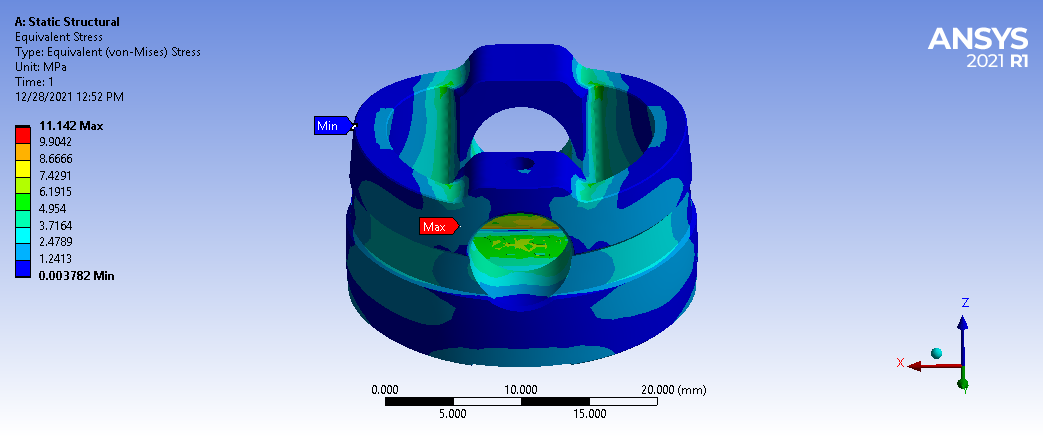 A: Static Structural
Equivalent Stress
Type: Equivalent (von-Mises) Stress
Unit: MPa
Time: 1
12/28/2021 12:52 PM
ANSYS
2021 R1
11.142 Max
9.9042
8.6666
7.4291
6.1915
4.954
3.7164
2.4789
1.2413
0.003782 Min
Min
Max
Z
X
Y
0.000 10.000 20.000 (mm)
5.000 15.000